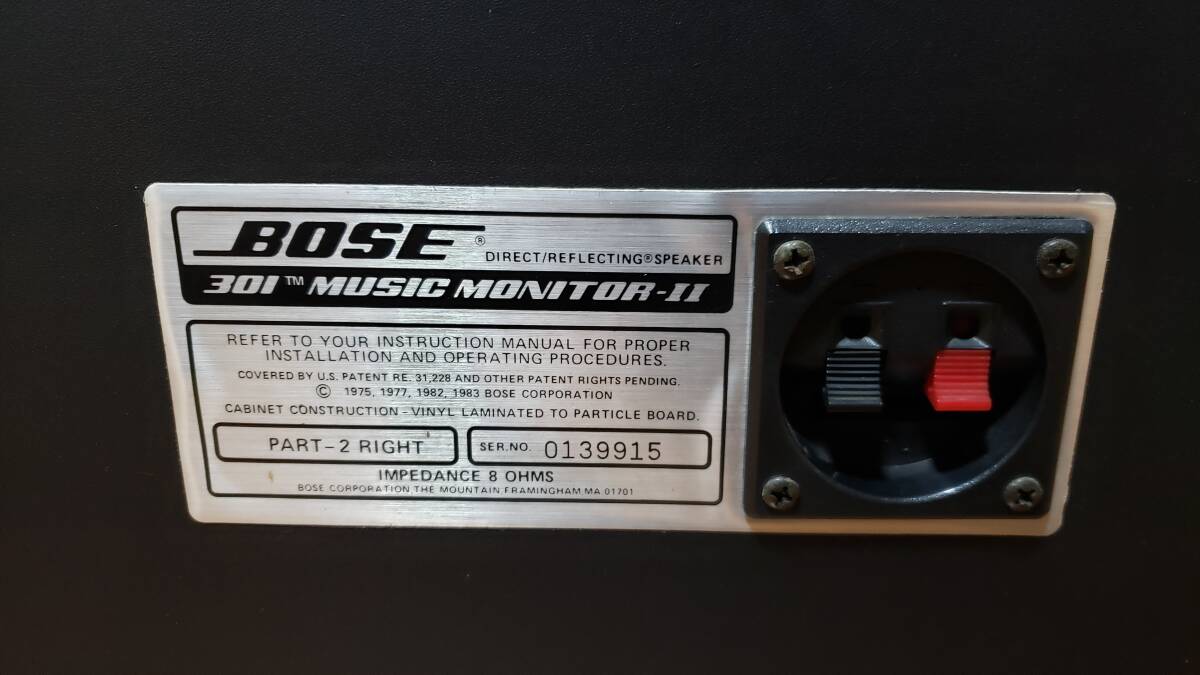 BOSE®
DIRECT/REFLECTING® SPEAKER
301™ MUSIC MONITOR-II
REFER TO YOUR INSTRUCTION MANUAL FOR PROPER
INSTALLATION AND OPERATING PROCEDURES.
COVERED BY U.S. PATENT RE. 31,228 AND OTHER PATENT RIGHTS PENDING.
© 1975, 1977, 1982, 1983 BOSE CORPORATION
CABINET CONSTRUCTION - VINYL LAMINATED TO PARTICLE BOARD.
PART-2 RIGHT
SER.NO. 0139915
IMPEDANCE 8 OHMS
BOSE CORPORATION THE MOUNTAIN FRAMINGHAM MA 01701